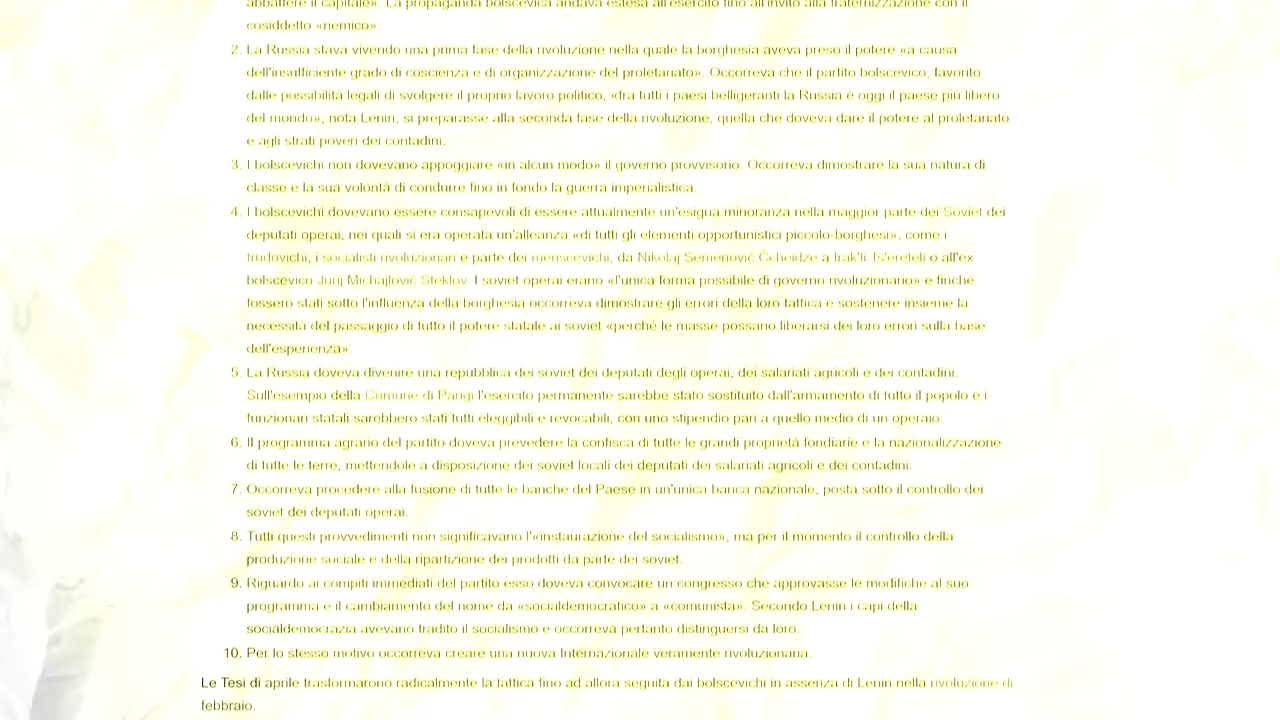 abbattere il capitale». La propaganda bolscevica andava estesa all'esercito fino all'invito alla fraternizzazione con il
cosiddetto «nemico».
2. La Russia stava vivendo una prima fase della rivoluzione nella quale la borghesia aveva preso il potere «a causa
dell'insufficiente grado di coscienza e di organizzazione del proletariato». Occorreva che il partito bolscevico, favorito
dalle possibilità legali di svolgere il proprio lavoro politico, «fra tutti i paesi belligeranti la Russia è oggi il paese più libero
del mondo», nota Lenin, si preparasse alla seconda fase della rivoluzione, quella che doveva dare il potere al proletariato
e agli strati poveri dei contadini.
3. I bolscevichi non dovevano appoggiare «in alcun modo» il governo provvisorio. Occorreva dimostrare la sua natura di
classe e la sua volontà di condurre fino in fondo la guerra imperialistica.
4. I bolscevichi dovevano essere consapevoli di essere attualmente un'esigua minoranza nella maggior parte dei Soviet dei
deputati operai, nei quali si era operata un'alleanza «di tutti gli elementi opportunistici piccolo-borghesi», come i
trudovichi, i socialisti rivoluzionari e parte dei menscevichi, da Nikolaj Semenovič Čcheidze a Irak'li Ts'ereteli o all'ex
bolscevico Jurij Michajlovič Steklov. I soviet operai erano «l'unica forma possibile di governo rivoluzionario» e finché
fossero stati sotto l'influenza della borghesia occorreva dimostrare gli errori della loro tattica e sostenere insieme la
necessità del passaggio di tutto il potere statale ai soviet «perché le masse possano liberarsi dei loro errori sulla base
dell'esperienza».
5. La Russia doveva divenire una repubblica dei soviet dei deputati degli operai, dei salariati agricoli e dei contadini.
Sull'esempio della Comune di Parigi l'esercito permanente sarebbe stato sostituito dall'armamento di tutto il popolo e i
funzionari statali sarebbero stati tutti eleggibili e revocabili, con uno stipendio pari a quello medio di un operaio.
6. Il programma agrario del partito doveva prevedere la confisca di tutte le grandi proprietà fondiarie e la nazionalizzazione
di tutte le terre, mettendole a disposizione dei soviet locali dei deputati dei salariati agricoli e dei contadini.
7. Occorreva procedere alla fusione di tutte le banche del Paese in un'unica banca nazionale, posta sotto il controllo dei
soviet dei deputati operai.
8. Tutti questi provvedimenti non significavano l'«instaurazione del socialismo», ma per il momento il controllo della
produzione sociale e della ripartizione dei prodotti da parte dei soviet.
9. Riguardo ai compiti immediati del partito esso doveva convocare un congresso che approvasse le modifiche al suo
programma e il cambiamento del nome da «socialdemocratico» a «comunista». Secondo Lenin i capi della
socialdemocrazia avevano tradito il socialismo e occorreva pertanto distinguersi da loro.
10. Per lo stesso motivo occorreva creare una nuova Internazionale veramente rivoluzionaria.
Le Tesi di aprile trasformarono radicalmente la tattica fino ad allora seguita dai bolscevichi in assenza di Lenin nella rivoluzione di
febbraio.